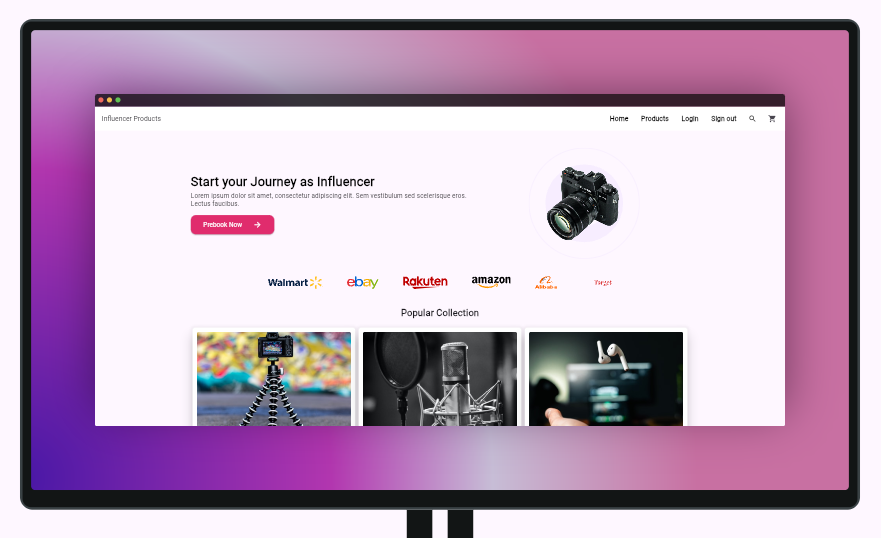 Influencer Products
Home Products Login Sign out
Start your Journey as Influencer
Lorem ipsum dolor sit amet, consectetur adipiscing elit. Sem vestibulum sed scelerisque eros.
Lectus faucibus.
Prebook Now
Walmart ebay Rakuten amazon Alibaba Target
Popular Collection